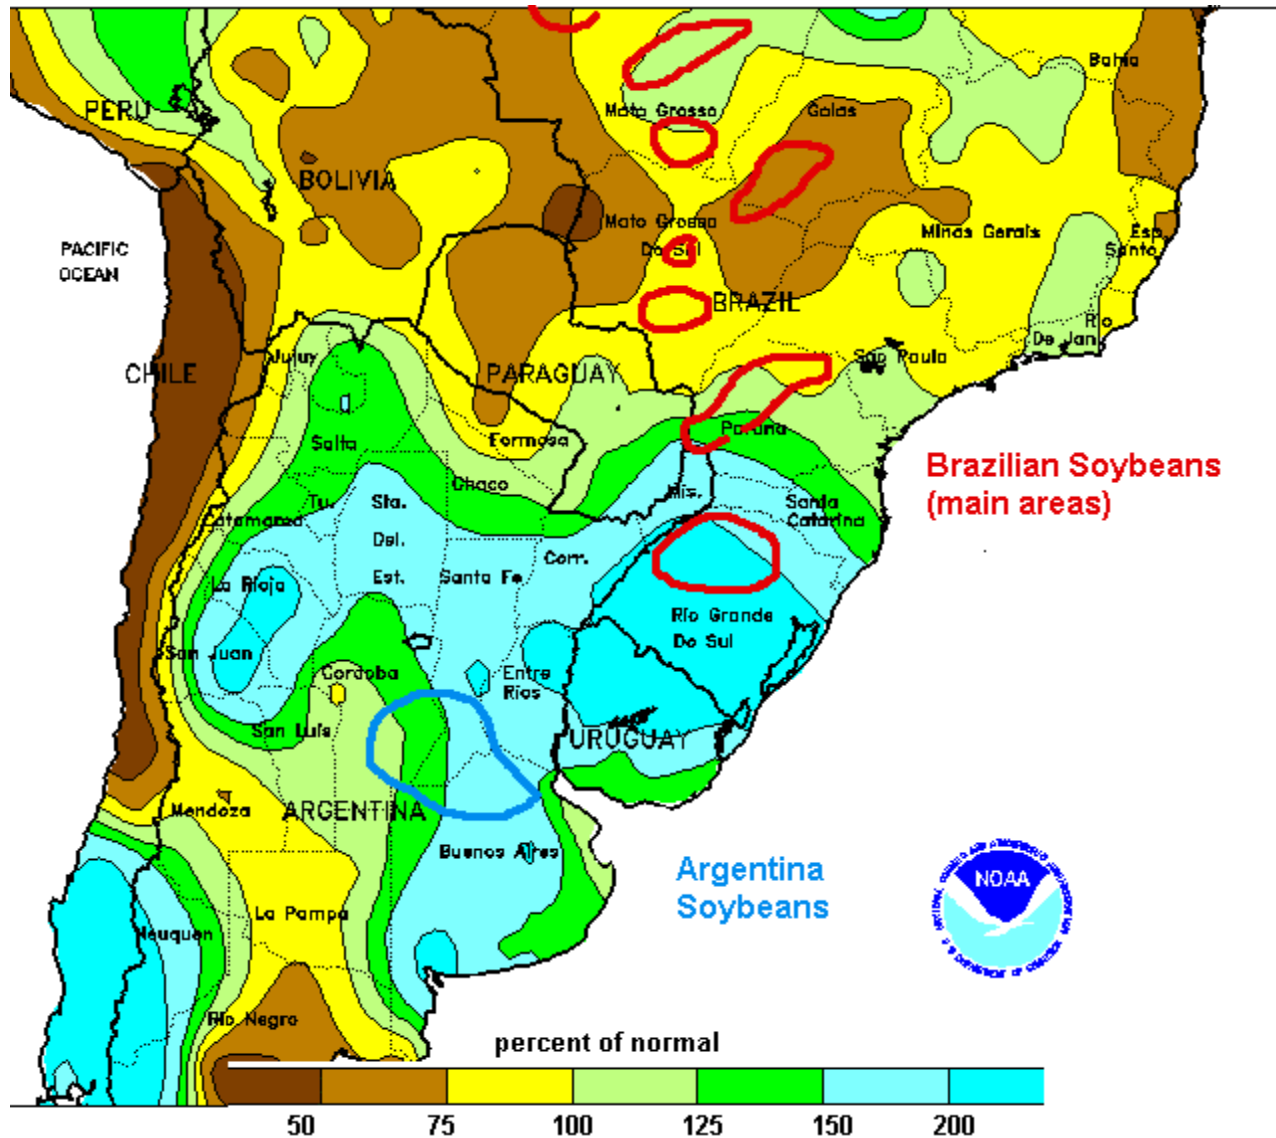 Bahia
PERU
Mato Grosso
Goias
BOLIVIA
Mato Grosso
Do Sul
Minas Gerais
Esp.
Santo
PACIFIC
OCEAN
BRAZIL
Rio
De Jan.
Jujuy
Sao Paulo
CHILE
PARAGUAY
Parana
Salta
Formosa
Brazilian Soybeans
(main areas)
Chaco
Mis.
Tu.
Sta.
Santa
Catarina
Catamarca
Del.
Corr.
La Rioja
Est.
Santa Fe
Rio Grande
Do Sul
San Juan
Cordoba
Entre
Rios
San Luis
URUGUAY
Mendoza
ARGENTINA
Buenos Aires
Argentina
Soybeans
NOAA
La Pampa
Neuquen
Rio Negro
percent of normal
50 75 100 125 150 200